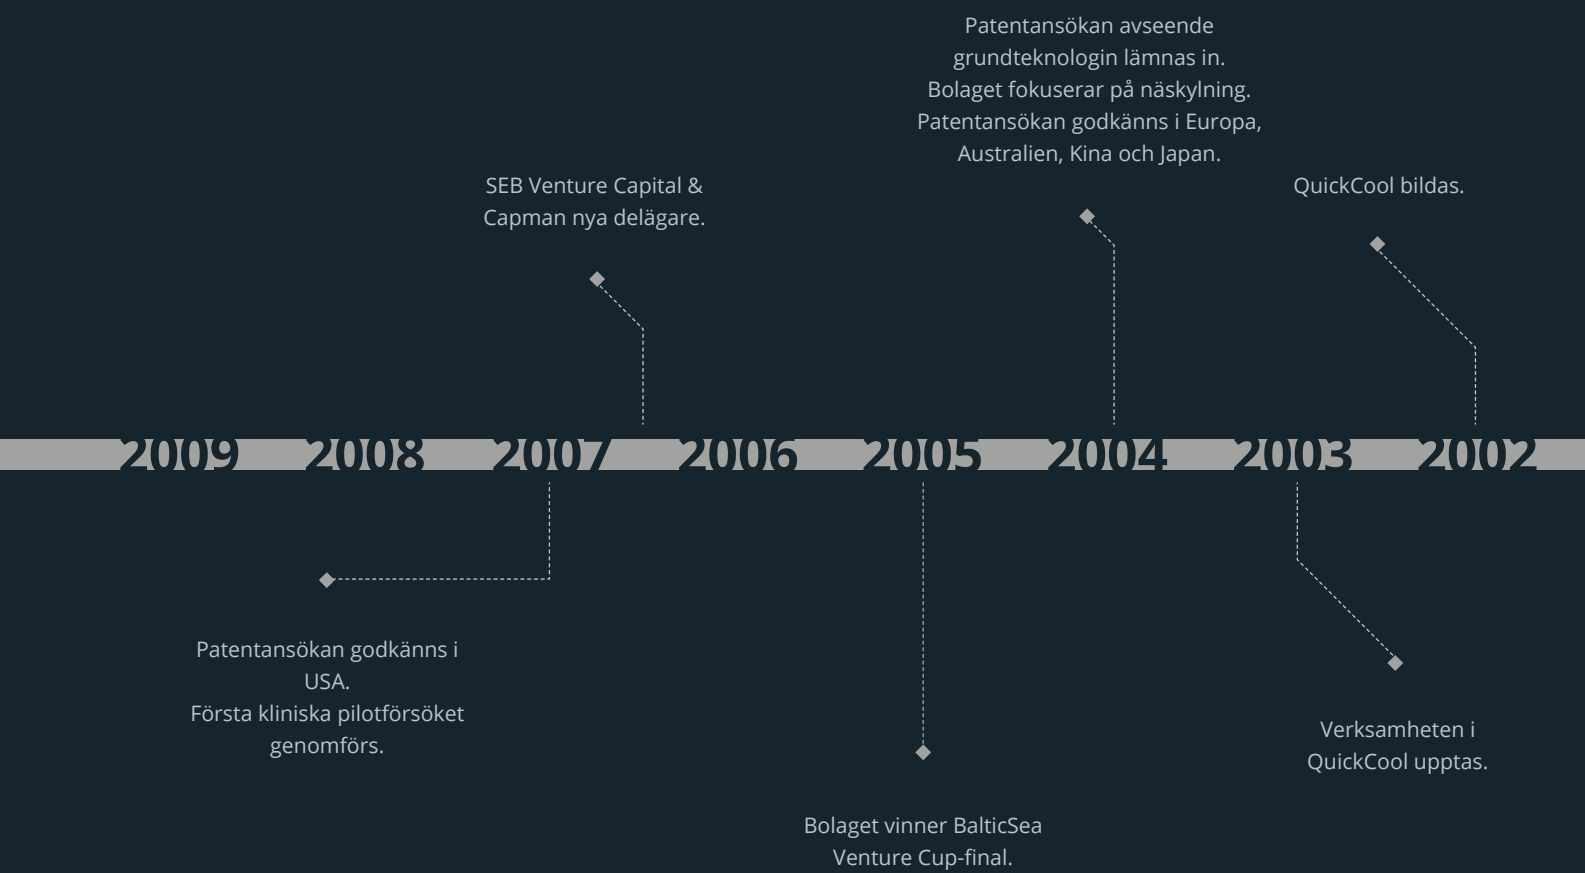 Patentansökan avseende
grundteknologin lämnas in.
Bolaget fokuserar på näskylning.
Patentansökan godkänns i Europa,
Australien, Kina och Japan.
SEB Venture Capital &
Capman nya delägare.
QuickCool bildas.
2009 2008 2007 2006 2005 2004 2003 2002
Patentansökan godkänns i
USA.
Första kliniska pilotförsöket
genomförs.
Verksamheten i
QuickCool upptas.
Bolaget vinner BalticSea
Venture Cup-final.